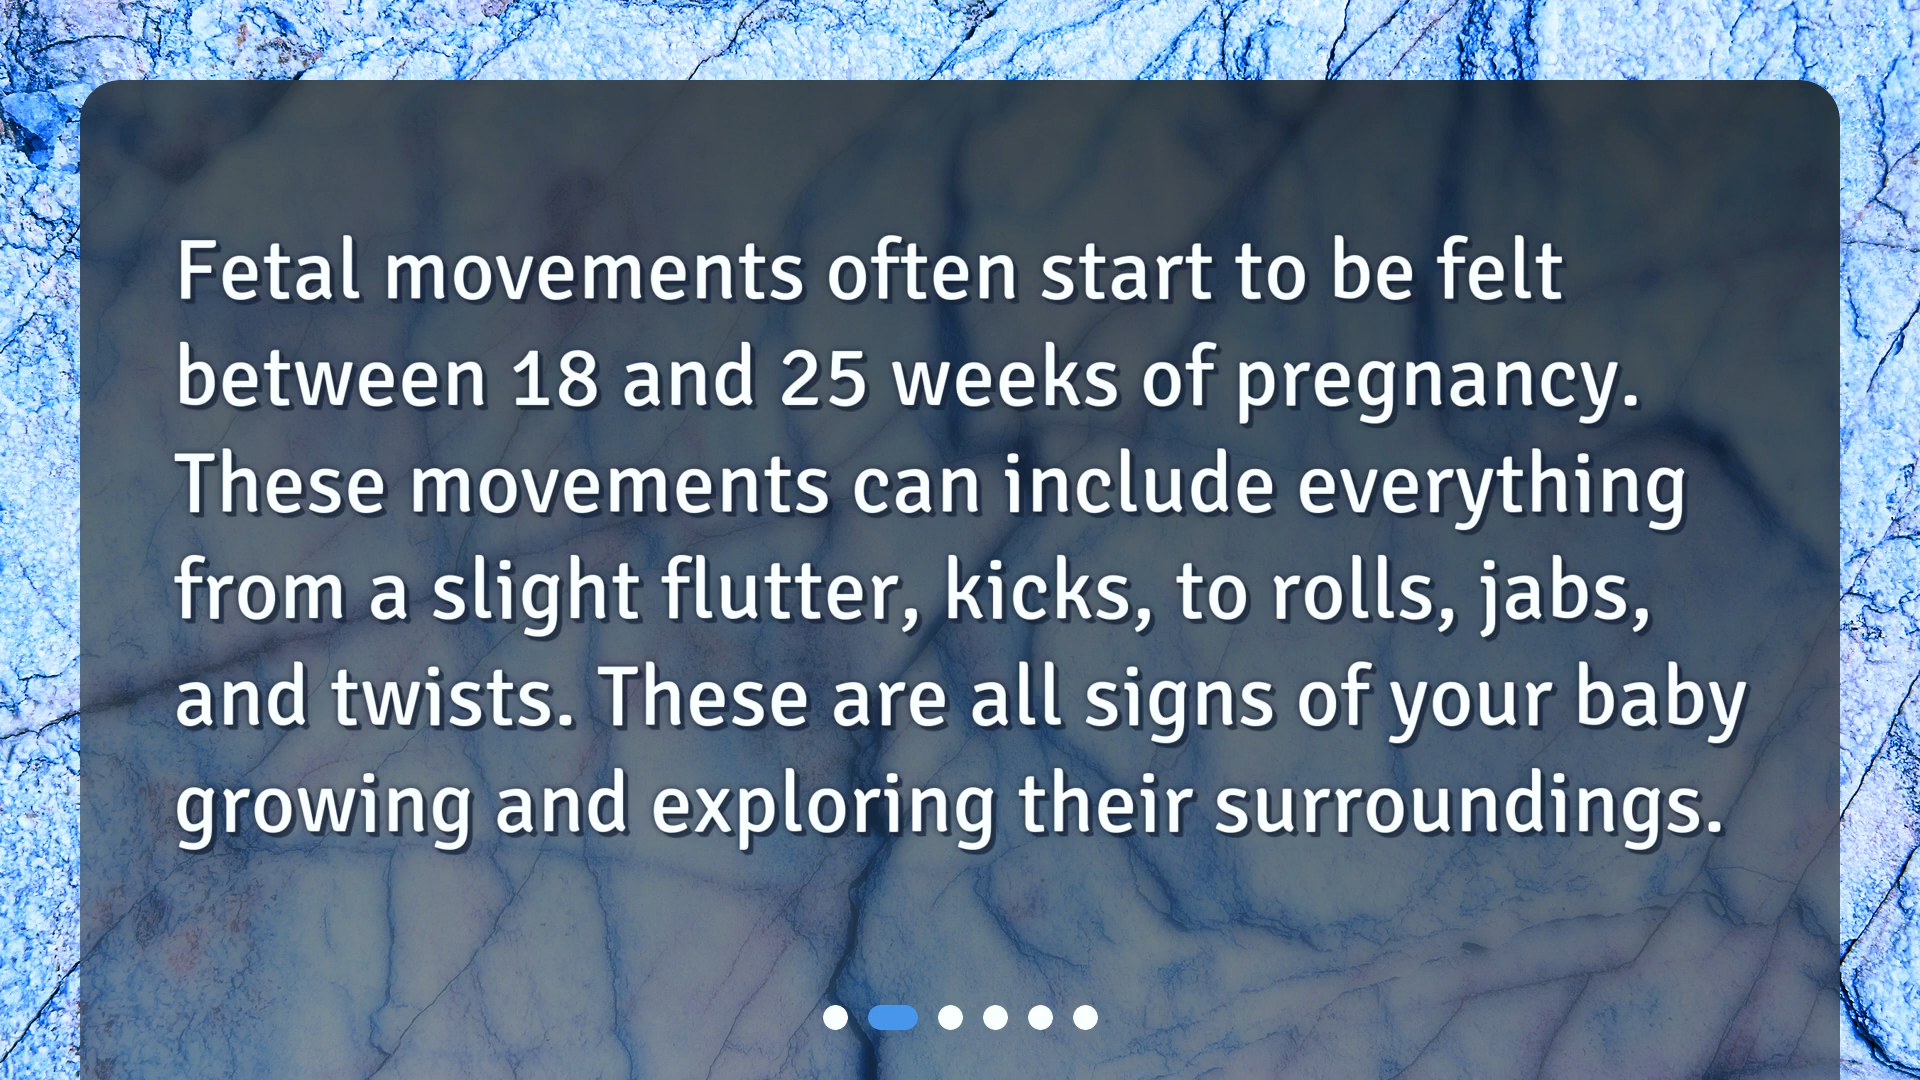 Fetal movements often start to be felt
between 18 and 25 weeks of pregnancy.
These movements can include everything
from a slight flutter, kicks, to rolls, jabs,
and twists. These are all signs of your baby
growing and exploring their surroundings.